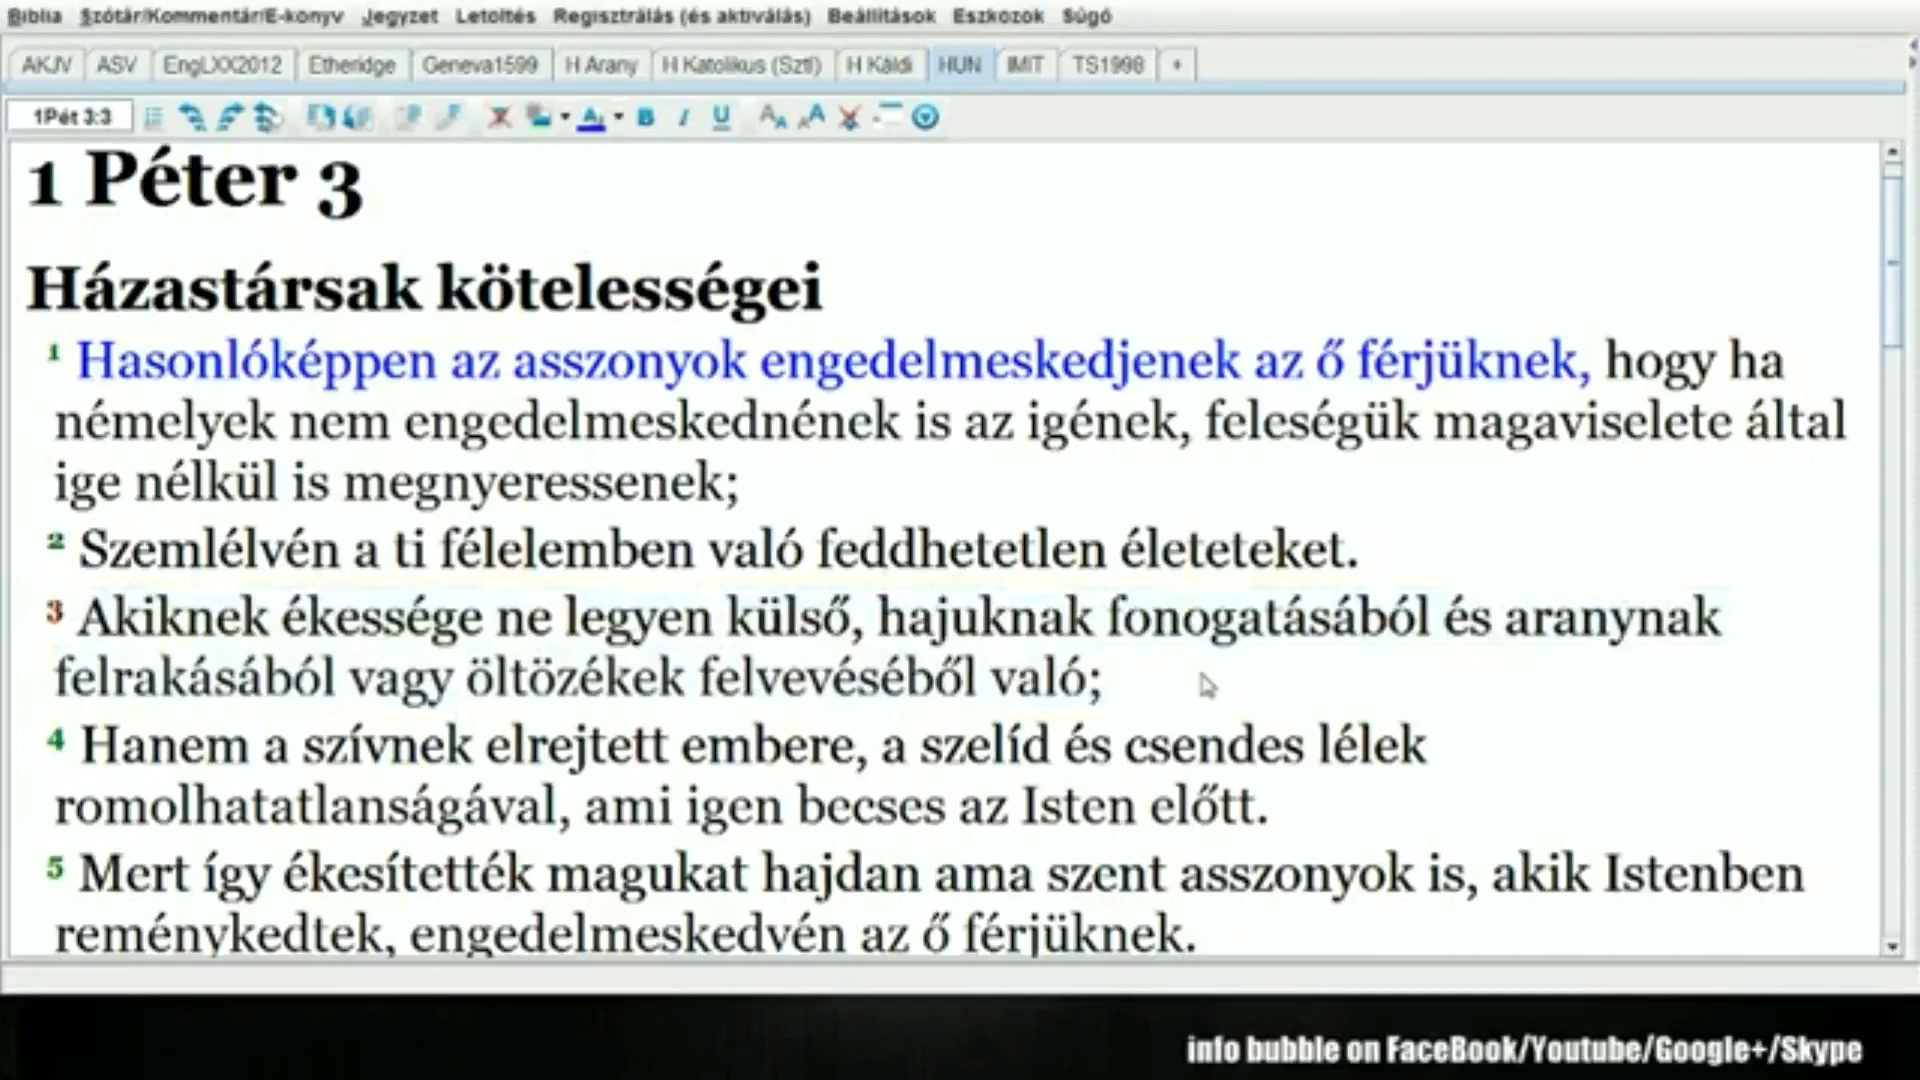 Biblia Szótár/Kommentár/E-könyv Jegyzet Letoltés Regisztrálás (és aktiválás) Beállitások Eszkozok Súgó
AKJV ASV EngLXX2012 Etheridge Geneva1599 H Arany H Katolikus (SztI) H Káldi HUN IMIT TS1998 +
1Pét 3:3
1 Péter 3
Házastársak kötelességei
1 Hasonlóképpen az asszonyok engedelmeskedjenek az ő férjüknek, hogy ha
némelyek nem engedelmeskednének is az igének, feleségük magaviselete által
ige nélkül is megnyeressenek;
2 Szemlélvén a ti félelemben való feddhetetlen életeteket.
3 Akiknek ékessége ne legyen külső, hajuknak fonogatásából és aranynak
felrakásából vagy öltözékek felvevéséből való;
4 Hanem a szívnek elrejtett embere, a szelíd és csendes lélek
romolhatatlanságával, ami igen becses az Isten előtt.
5 Mert így ékesítették magukat hajdan ama szent asszonyok is, akik Istenben
reménykedtek, engedelmeskedvén az ő férjüknek.
info bubble on FaceBook/Youtube/Google+/Skype